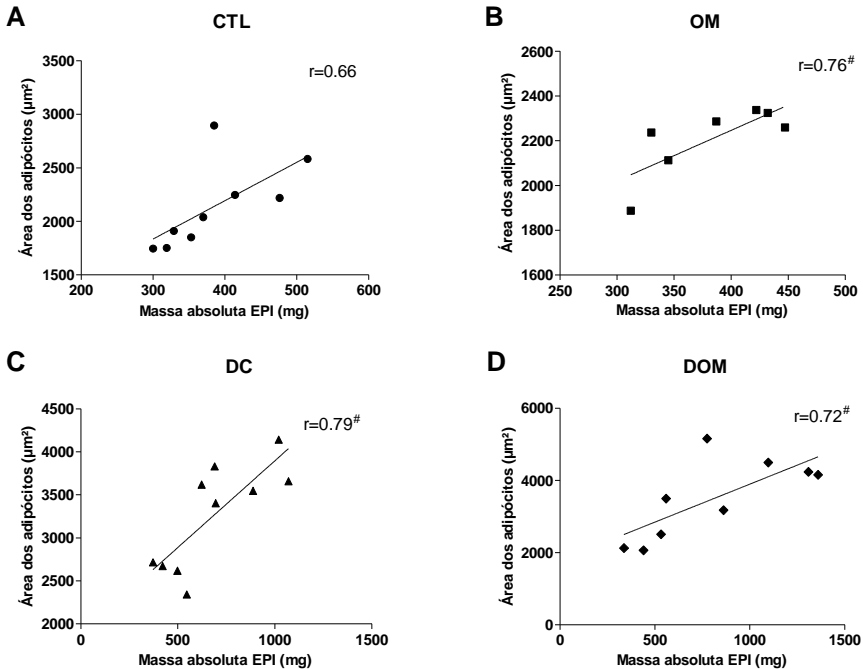 A
CTL
r=0.66
Área dos adipócitos (µm²)
3500
3000
2500
2000
1500
200
300
400
500
600
Massa absoluta EPI (mg)
B
OM
r=0.76#
Área dos adipócitos (µm²)
2600
2400
2200
2000
1800
1600
250
300
350
400
450
500
Massa absoluta EPI (mg)
C
DC
r=0.79#
Área dos adipócitos (µm²)
4500
4000
3500
3000
2500
2000
0
500
1000
1500
Massa absoluta EPI (mg)
D
DOM
r=0.72#
Área dos adipócitos (µm²)
6000
4000
2000
0
0
500
1000
1500
Massa absoluta EPI (mg)